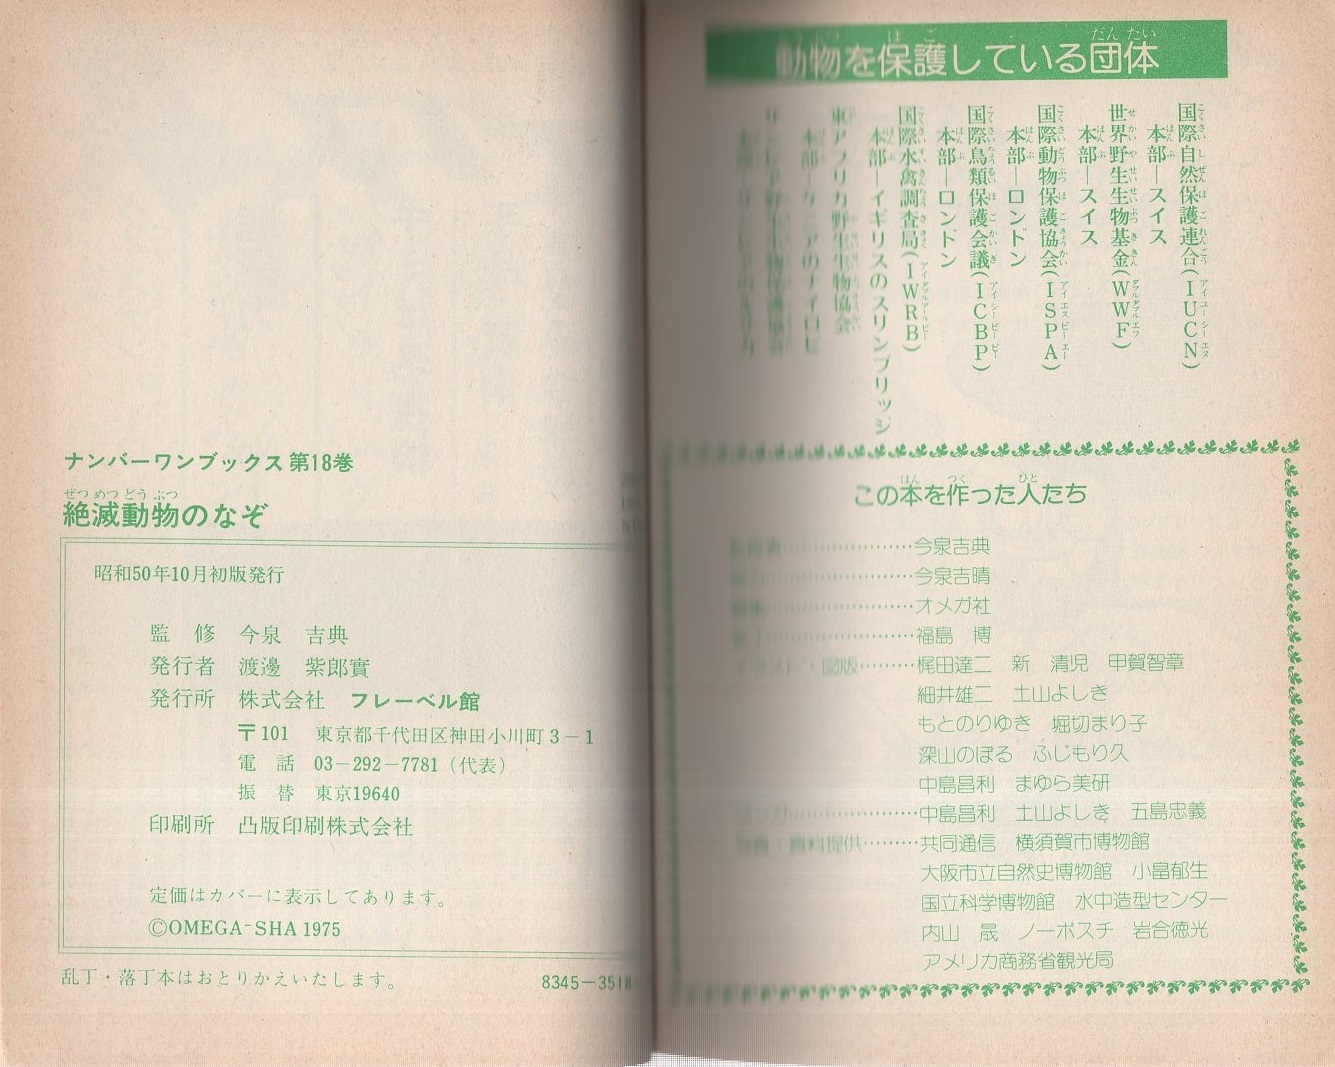 動物を保護している団体
国際自然保護連合(IUCN)
本部—スイス
世界野生生物基金(WWF)
本部—スイス
国際動物保護協会(ISPA)
本部—ロンドン
国際鳥類保護会議(ICBP)
本部—ロンドン
国際水禽調査局(IWRB)
本部—イギリスのスリンブリッジ
東アフリカ野生生物協会
本部—ケニアのナイロビ
この本を作った人たち
今泉吉典
今泉吉晴
オメガ社
福島 博
イラスト・図版………梶田達二 新 清児 甲賀智章
細井雄二 土山よしき
もとのりゆき 堀切まり子
深山のぼる ふじもり久
中島昌利 まゆら美研
中島昌利 土山よしき 五島忠義
写真・資料提供………共同通信 横須賀市博物館
大阪市立自然史博物館 小畠郁生
国立科学博物館 水中造型センター
内山 晟 ノーボスチ 岩合徳光
アメリカ商務省観光局
ナンバーワンブックス第18巻
絶滅動物のなぞ
昭和50年10月初版発行
監修 今泉 吉典
発行者 渡邊 紫郎實
発行所 株式会社 フレーベル館
〒101 東京都千代田区神田小川町3-1
電話 03-292-7781(代表)
振替 東京19640
印刷所 凸版印刷株式会社
定価はカバーに表示してあります。
©OMEGA-SHA 1975
乱丁・落丁本はおとりかえいたします。
8345-3518-